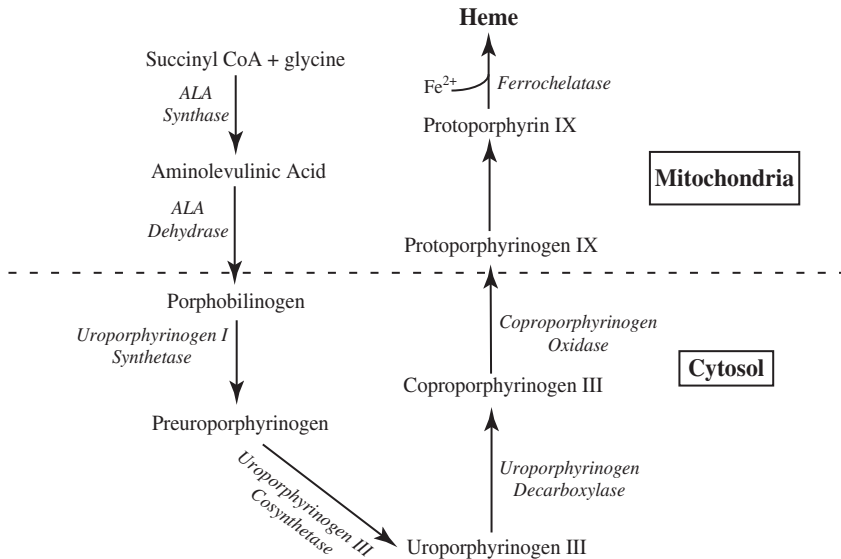 Succinyl CoA + glycine
ALA
Synthase
Aminolevulinic Acid
ALA
Dehydrase
Porphobilinogen
Uroporphyrinogen I
Synthetase
Preuroporphyrinogen
Uroporphyrinogen III
Cosynthetase
Uroporphyrinogen III
Uroporphyrinogen
Decarboxylase
Coproporphyrinogen III
Coproporphyrinogen
Oxidase
Protoporphyrinogen IX
Protoporphyrin IX
Fe²⁺
Ferrochelatase
Heme
Mitochondria
Cytosol